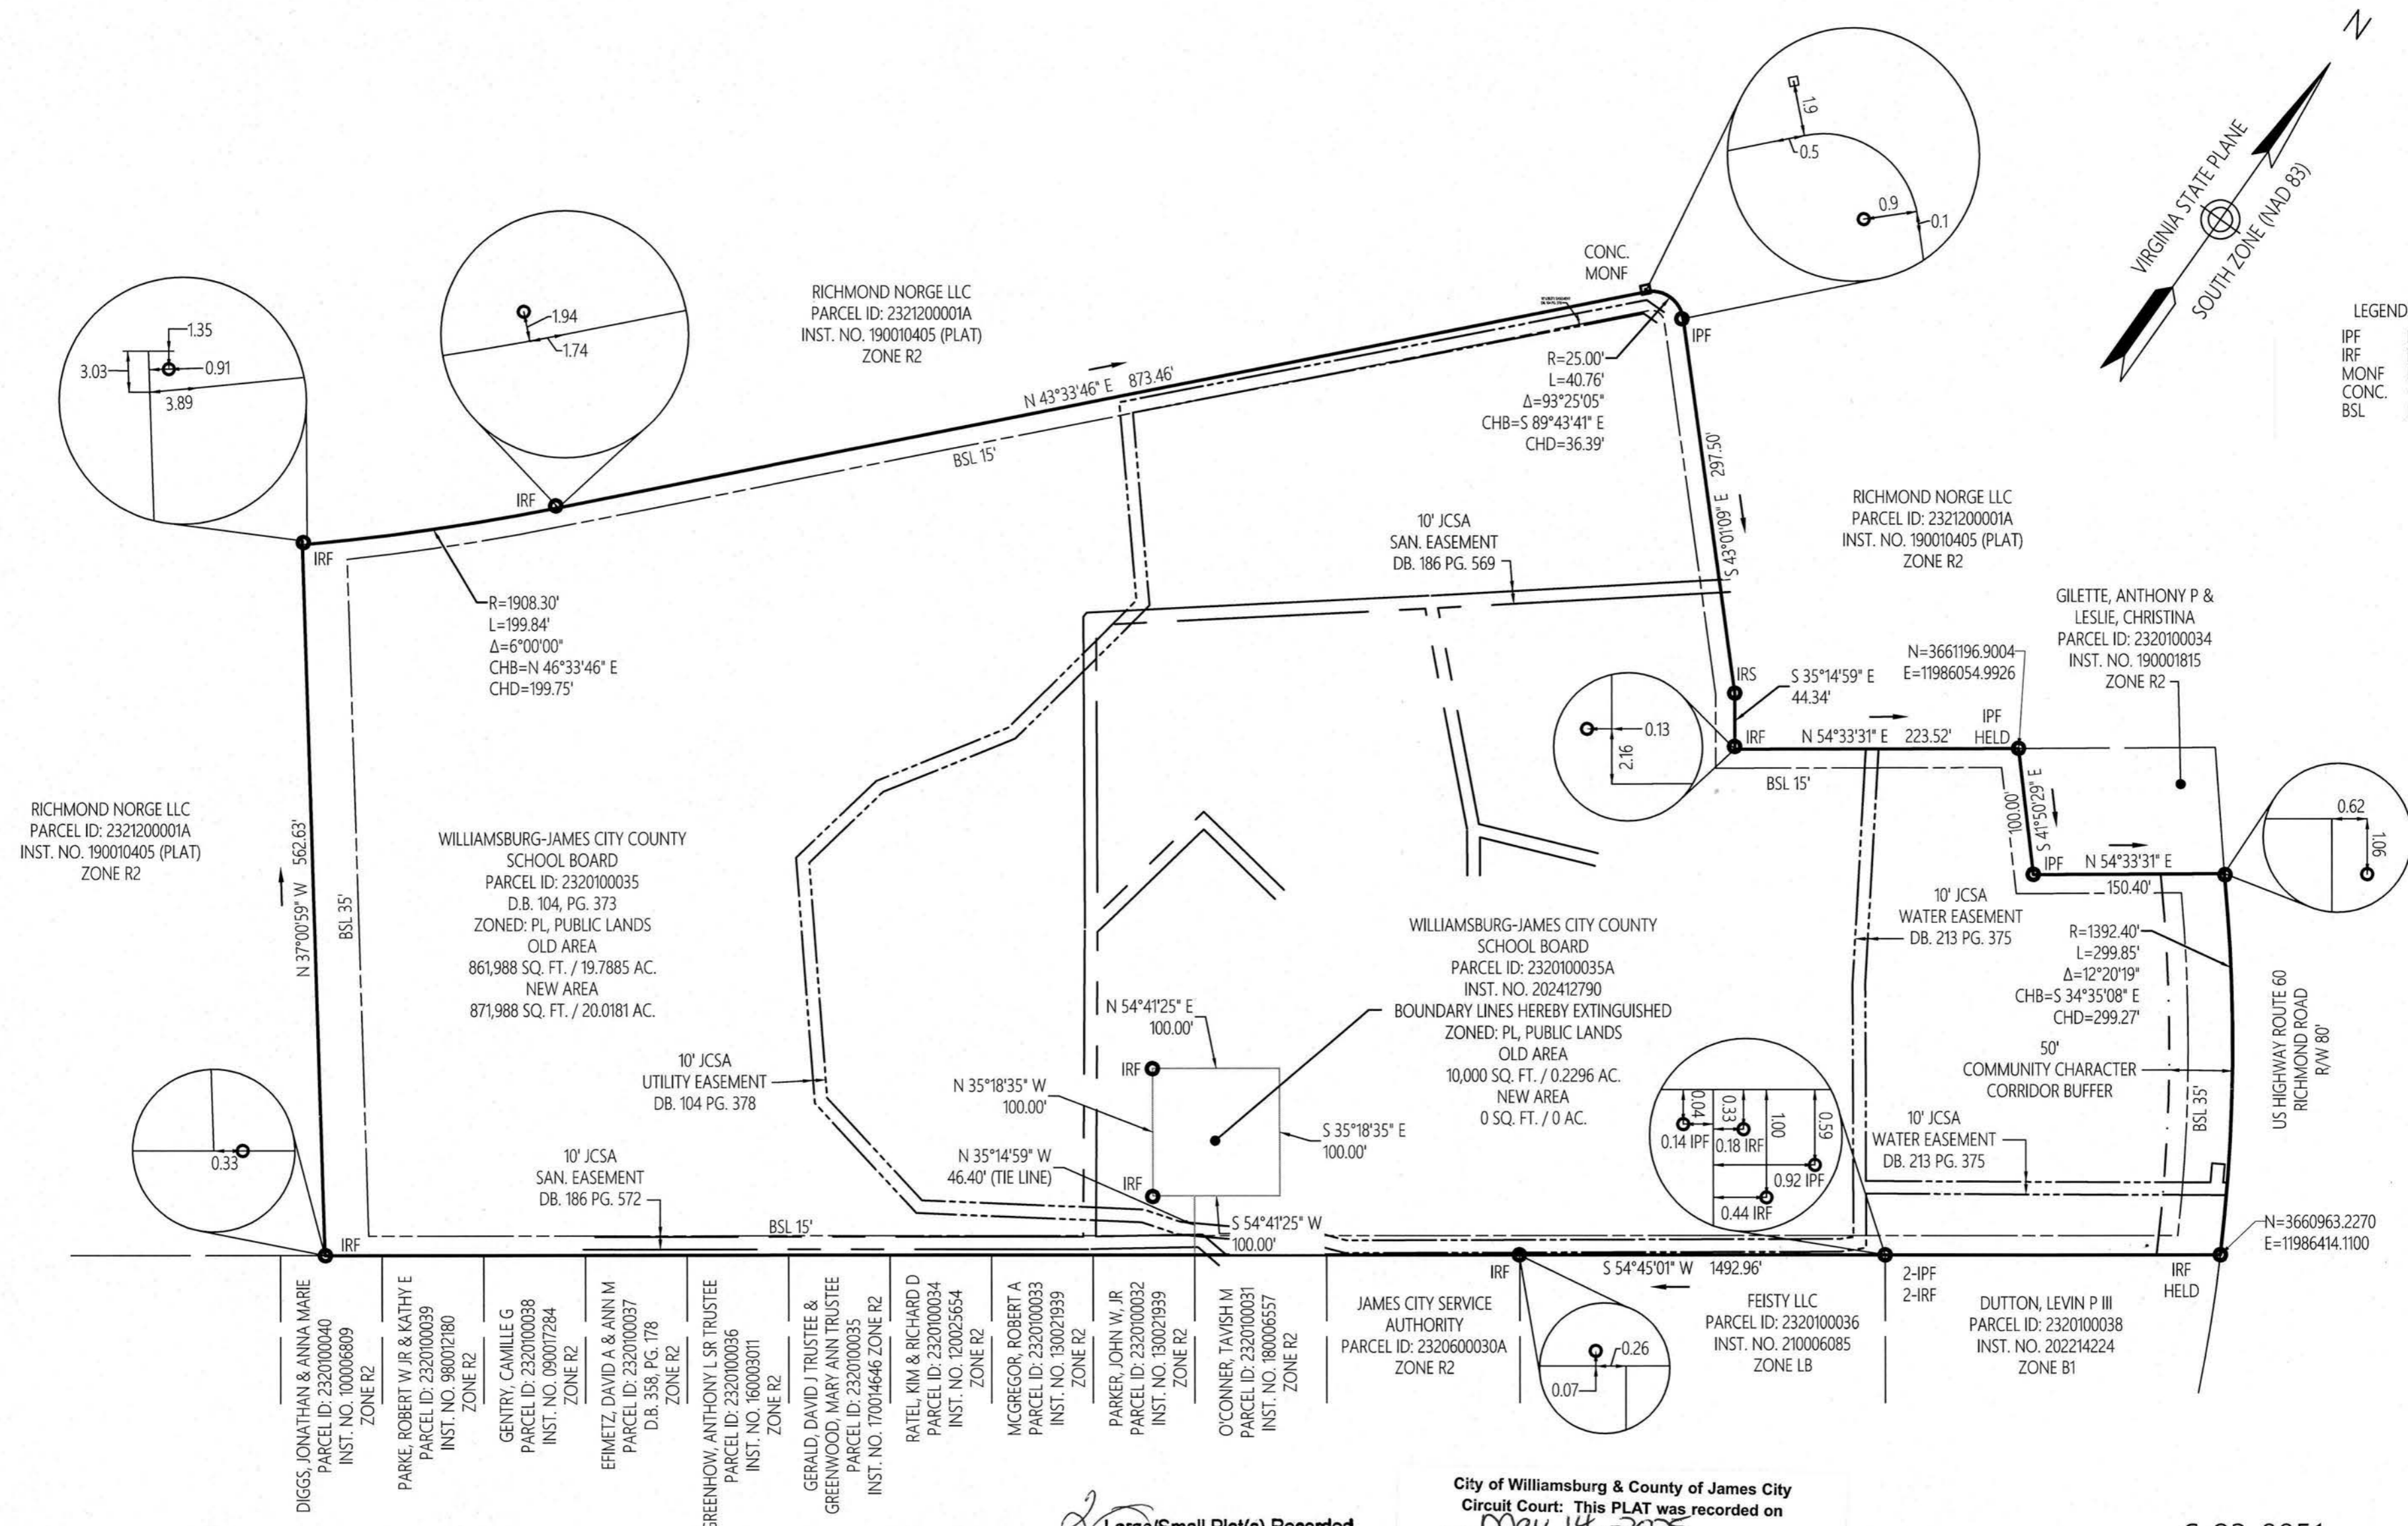 N
VIRGINIA STATE PLANE
SOUTH ZONE (NAD 83)
LEGEND
IPF
IRF
MONF
CONC.
BSL
1.35
3.03
0.91
3.89
1.94
1.74
1.9
0.5
0.9
0.1
RICHMOND NORGE LLC
PARCEL ID: 2321200001A
INST. NO. 190010405 (PLAT)
ZONE R2
CONC.
MONF
IPF
N 43°33'46" E 873.46'
BSL 15'
R=25.00'
L=40.76'
Δ=93°25'05"
CHB=S 89°43'41" E
CHD=36.39'
IRF
IRF
R=1908.30'
L=199.84'
Δ=6°00'00"
CHB=N 46°33'46" E
CHD=199.75'
S 43°01'09" E 297.50'
10' JCSA
SAN. EASEMENT
DB. 186 PG. 569
RICHMOND NORGE LLC
PARCEL ID: 2321200001A
INST. NO. 190010405 (PLAT)
ZONE R2
GILETTE, ANTHONY P &
LESLIE, CHRISTINA
PARCEL ID: 2320100034
INST. NO. 190001815
ZONE R2
N=3661196.9004
E=11986054.9926
IRS
S 35°14'59" E
44.34'
0.13
2.16
IRF
N 54°33'31" E 223.52'
IPF
HELD
BSL 15'
S 41°50'29" E
100.00'
IPF
N 54°33'31" E
150.40'
0.62
1.06
RICHMOND NORGE LLC
PARCEL ID: 2321200001A
INST. NO. 190010405 (PLAT)
ZONE R2
N 37°00'59" W 562.63'
BSL 35'
WILLIAMSBURG-JAMES CITY COUNTY
SCHOOL BOARD
PARCEL ID: 2320100035
D.B. 104, PG. 373
ZONED: PL, PUBLIC LANDS
OLD AREA
861,988 SQ. FT. / 19.7885 AC.
NEW AREA
871,988 SQ. FT. / 20.0181 AC.
WILLIAMSBURG-JAMES CITY COUNTY
SCHOOL BOARD
PARCEL ID: 2320100035A
INST. NO. 202412790
BOUNDARY LINES HEREBY EXTINGUISHED
ZONED: PL, PUBLIC LANDS
OLD AREA
10,000 SQ. FT. / 0.2296 AC.
NEW AREA
0 SQ. FT. / 0 AC.
10' JCSA
WATER EASEMENT
DB. 213 PG. 375
R=1392.40'
L=299.85'
Δ=12°20'19"
CHB=S 34°35'08" E
CHD=299.27'
50'
COMMUNITY CHARACTER
CORRIDOR BUFFER
US HIGHWAY ROUTE 60
RICHMOND ROAD
R/W 80'
BSL 35'
10' JCSA
WATER EASEMENT
DB. 213 PG. 375
N 54°41'25" E
100.00'
IRF
10' JCSA
UTILITY EASEMENT
DB. 104 PG. 378
N 35°18'35" W
100.00'
S 35°18'35" E
100.00'
N 35°14'59" W
46.40' (TIE LINE)
IRF
S 54°41'25" W
100.00'
10' JCSA
SAN. EASEMENT
DB. 186 PG. 572
0.33
BSL 15'
IRF
0.04
0.33
1.00
0.59
0.14 IPF
0.18 IRF
0.92 IPF
0.44 IRF
N=3660963.2270
E=11986414.1100
IRF
S 54°45'01" W 1492.96'
2-IPF
2-IRF
IRF
HELD
0.26
0.07
DIGGS, JONATHAN & ANNA MARIE
PARCEL ID: 2320100040
INST. NO. 100006809
ZONE R2
PARKE, ROBERT W JR & KATHY E
PARCEL ID: 2320100039
INST. NO. 980012180
ZONE R2
GENTRY, CAMILLE G
PARCEL ID: 2320100038
INST. NO. 090017284
ZONE R2
EFIMETZ, DAVID A & ANN M
PARCEL ID: 2320100037
D.B. 358, PG. 178
ZONE R2
GREENHOW, ANTHONY L SR TRUSTEE
PARCEL ID: 2320100036
INST. NO. 160003011
ZONE R2
GERALD, DAVID J TRUSTEE &
GREENWOOD, MARY ANN TRUSTEE
PARCEL ID: 2320100035
INST. NO. 170014646 ZONE R2
RATEL, KIM & RICHARD D
PARCEL ID: 2320100034
INST. NO. 120025654
ZONE R2
MCGREGOR, ROBERT A
PARCEL ID: 2320100033
INST. NO. 130021939
ZONE R2
PARKER, JOHN W, JR
PARCEL ID: 2320100032
INST. NO. 130021939
ZONE R2
O'CONNER, TAVISH M
PARCEL ID: 2320100031
INST. NO. 180006557
ZONE R2
JAMES CITY SERVICE
AUTHORITY
PARCEL ID: 2320600030A
ZONE R2
FEISTY LLC
PARCEL ID: 2320100036
INST. NO. 210006085
ZONE LB
DUTTON, LEVIN P III
PARCEL ID: 2320100038
INST. NO. 202214224
ZONE B1
Large/Small Plat(s) Recorded
City of Williamsburg & County of James City
Circuit Court: This PLAT was recorded on
May 14, 2025